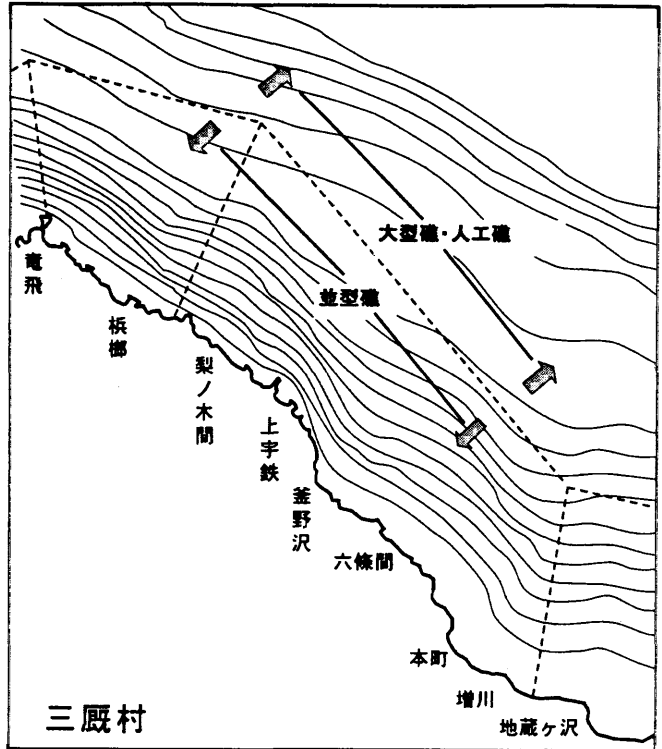 大型礁・人工礁
並型礁
竜飛
梹榔
梨ノ木間
上宇鉄
釜野沢
六條間
本町
増川
地蔵ヶ沢
三厩村